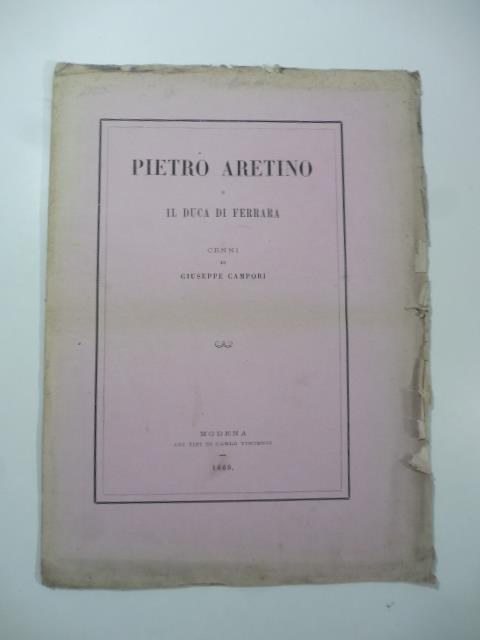 PIETRO ARETINO
E
IL DUCA DI FERRARA
CENNI
DI
GIUSEPPE CAMPORI
MODENA
COI TIPI DI CARLO VINCENZI
1869.